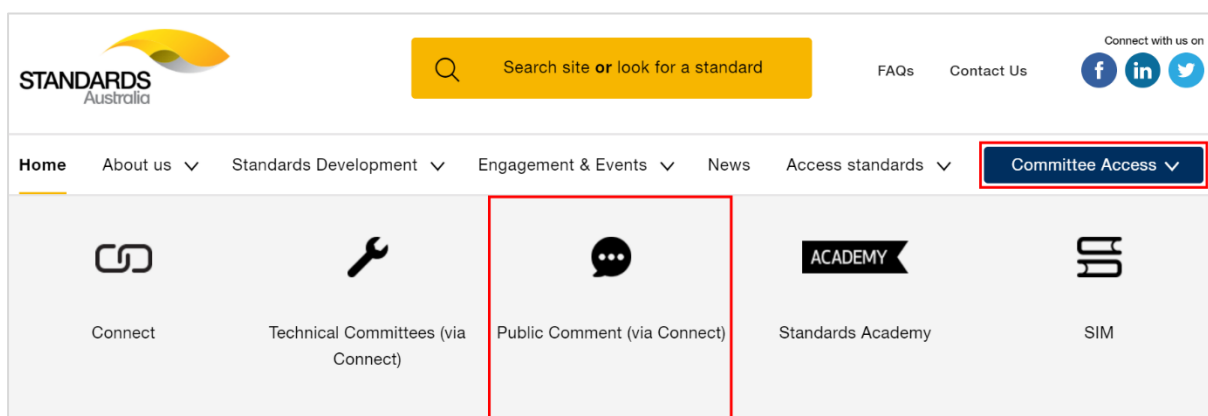 Connect with us on
STANDARDS
Australia
Search site or look for a standard
FAQs
Contact Us
f in
Home
About us
Standards Development
Engagement & Events
News
Access standards
Committee Access
ACADEMY
Connect
Technical Committees (via
Connect)
Public Comment (via Connect)
Standards Academy
SIM